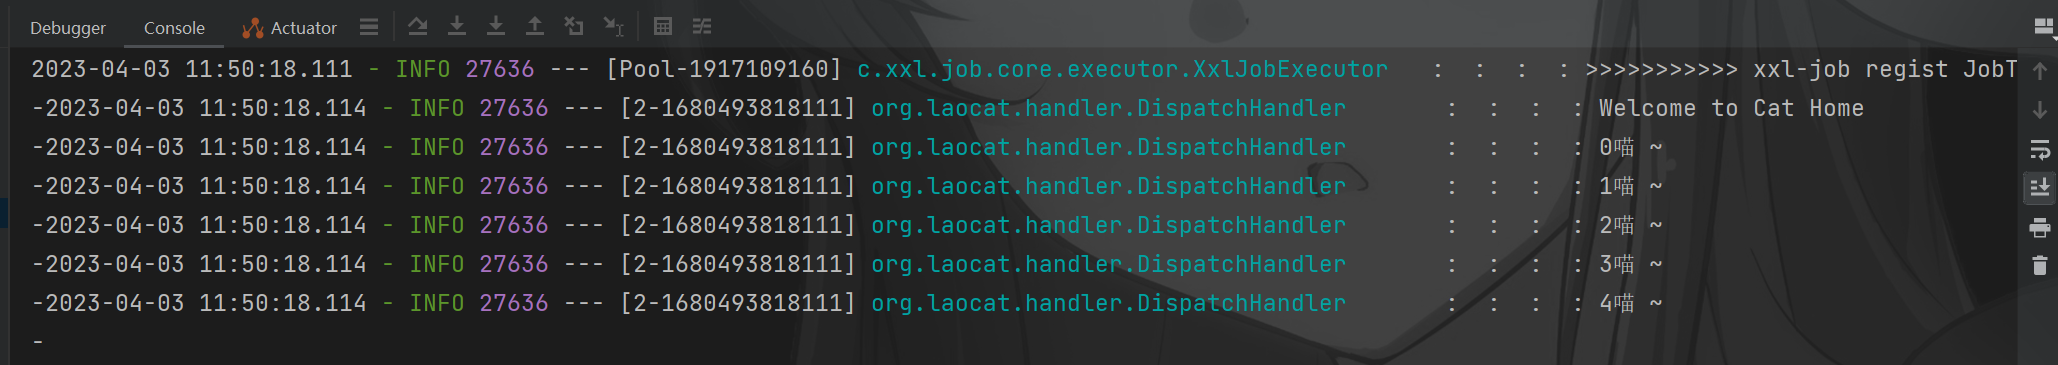 Debugger Console Actuator
2023-04-03 11:50:18.111 - INFO 27636 --- [Pool-1917109160] c.xxl.job.core.executor.XxlJobExecutor : : : : >>>>>>>>>>> xxl-job regist JobT
-2023-04-03 11:50:18.114 - INFO 27636 --- [2-1680493818111] org.laocat.handler.DispatchHandler : : : : Welcome to Cat Home
-2023-04-03 11:50:18.114 - INFO 27636 --- [2-1680493818111] org.laocat.handler.DispatchHandler : : : : 0喵 ~
-2023-04-03 11:50:18.114 - INFO 27636 --- [2-1680493818111] org.laocat.handler.DispatchHandler : : : : 1喵 ~
-2023-04-03 11:50:18.114 - INFO 27636 --- [2-1680493818111] org.laocat.handler.DispatchHandler : : : : 2喵 ~
-2023-04-03 11:50:18.114 - INFO 27636 --- [2-1680493818111] org.laocat.handler.DispatchHandler : : : : 3喵 ~
-2023-04-03 11:50:18.114 - INFO 27636 --- [2-1680493818111] org.laocat.handler.DispatchHandler : : : : 4喵 ~
-